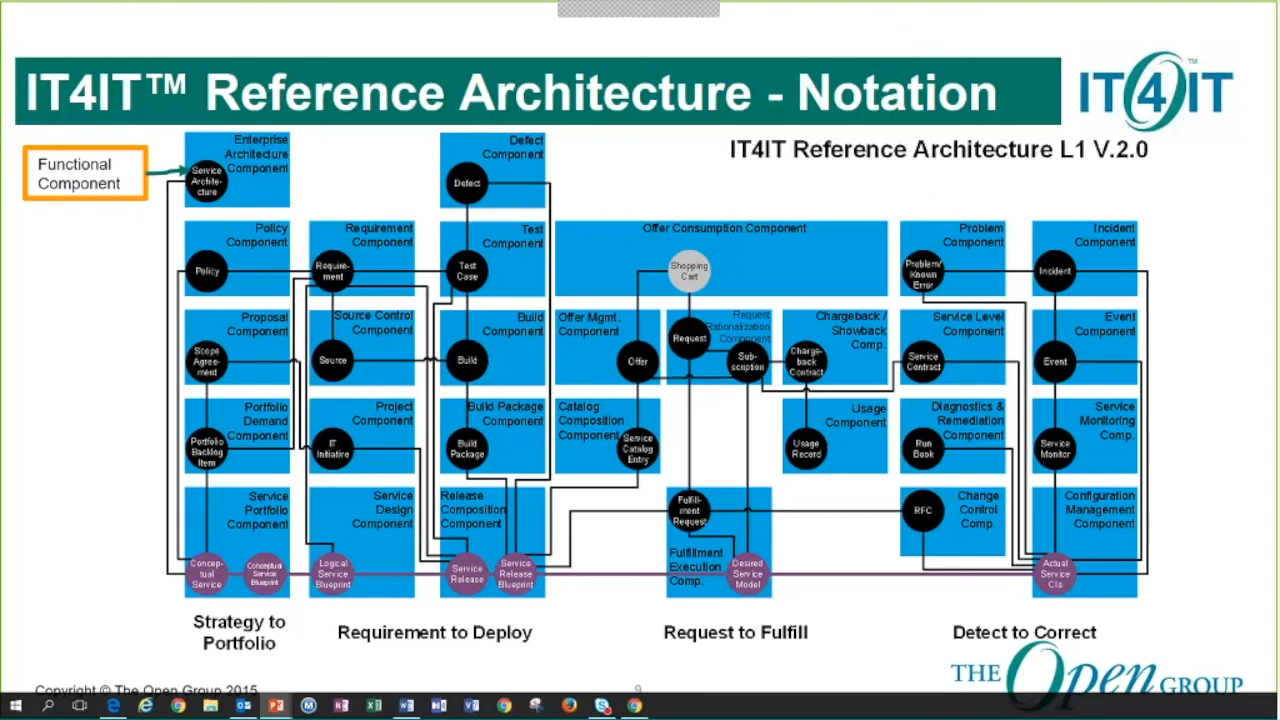 IT4IT™ Reference Architecture - Notation
IT4IT
TM
IT4IT Reference Architecture L1 V.2.0
Functional
Component
Enterprise
Architecture
Component
Service
Archite-
cture
Defect
Component
Defect
Policy
Component
Policy
Requirement
Component
Require-
ment
Test
Component
Test
Case
Offer Consumption Component
Shopping
Cart
Problem
Component
Problem/
Known
Error
Incident
Component
Incident
Proposal
Component
Scope
Agree-
ment
Source Control
Component
Source
Build
Component
Build
Offer Mgmt.
Component
Offer
Request
Rationalization
Component
Request
Sub-
scription
Chargeback /
Showback
Comp.
Charge-
back
Contract
Service Level
Component
Service
Contract
Event
Component
Event
Portfolio
Demand
Component
Portfolio
Backlog
Item
Project
Component
IT
Initiative
Build Package
Component
Build
Package
Catalog
Composition
Component
Service
Catalog
Entry
Usage
Component
Usage
Record
Diagnostics &
Remediation
Component
Run
Book
Service
Monitoring
Comp.
Service
Monitor
Service
Portfolio
Component
Concep-
tual
Service
Conceptual
Service
Blueprint
Service
Design
Component
Logical
Service
Blueprint
Release
Composition
Component
Service
Release
Service
Release
Blueprint
Fulfill-
ment
Request
Fulfillment
Execution
Comp.
Desired
Service
Model
RFC
Change
Control
Comp.
Configuration
Management
Component
Actual
Service
CIs
Strategy to
Portfolio
Requirement to Deploy
Request to Fulfill
Detect to Correct
THE Open GROUP
Copyright © The Open Group 2015
9